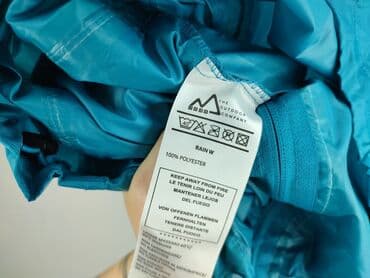 THE
OUTDOOR
COMPANY
RAIN W
100% POLYESTER
KEEP AWAY FROM FIRE
LE TENIR LOIN DU FEU
MANTENER LEJOS
DEL FUEGO
VON OFFENEN FLAMMEN
FERNHALTEN
TENERE DISTANTE
DAL FUOCO